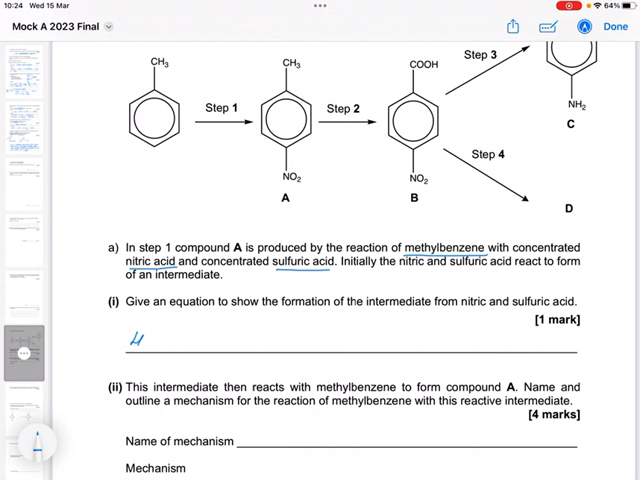 10:24 Wed 15 Mar
64%
Mock A 2023 Final
Done
CH3
CH3
COOH
Step 3
Step 1
Step 2
NH2
C
Step 4
NO2
NO2
A
B
D
a) In step 1 compound A is produced by the reaction of methylbenzene with concentrated
nitric acid and concentrated sulfuric acid. Initially the nitric and sulfuric acid react to form
of an intermediate.
(i) Give an equation to show the formation of the intermediate from nitric and sulfuric acid.
[1 mark]
(ii) This intermediate then reacts with methylbenzene to form compound A. Name and
outline a mechanism for the reaction of methylbenzene with this reactive intermediate.
[4 marks]
Name of mechanism
Mechanism